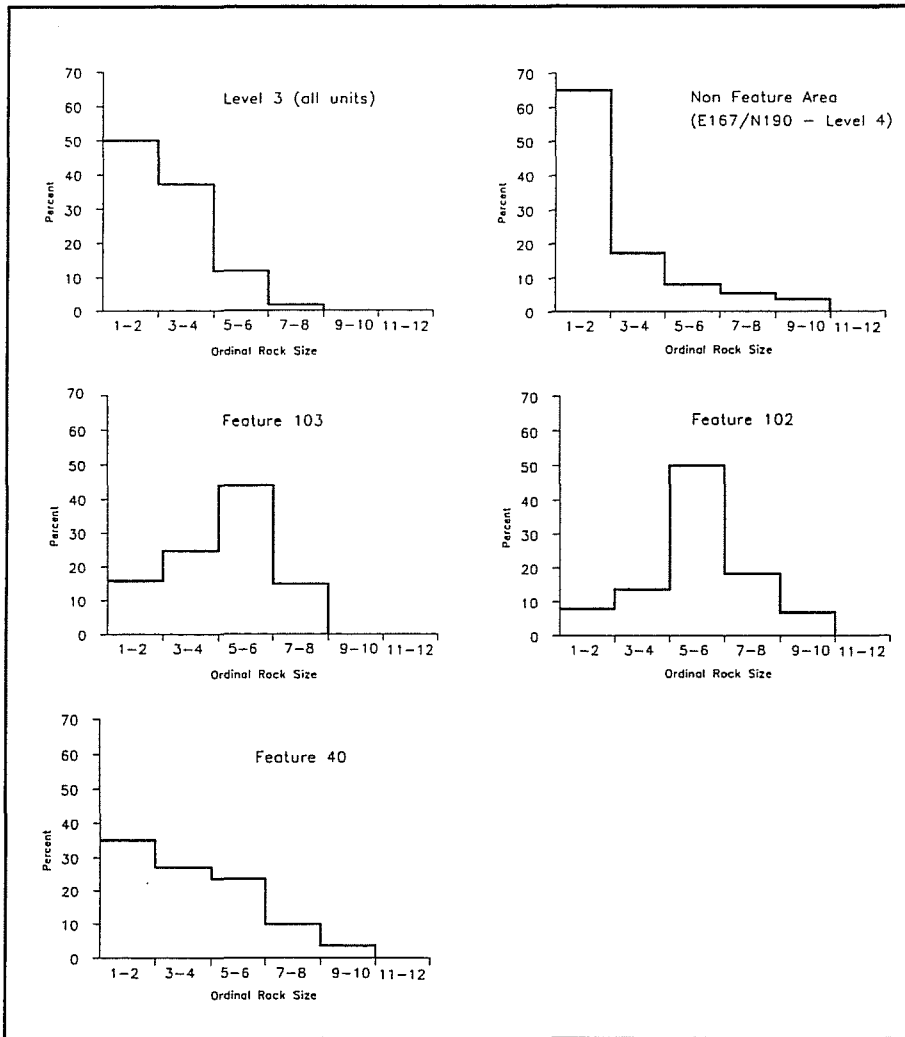 Level 3 (all units)
70
60
50
40
30
20
10
0
Percent
1-2 3-4 5-6 7-8 9-10 11-12
Ordinal Rock Size
Non Feature Area
(E167/N190 - Level 4)
70
60
50
40
30
20
10
0
Percent
1-2 3-4 5-6 7-8 9-10 11-12
Ordinal Rock Size
Feature 103
70
60
50
40
30
20
10
0
Percent
1-2 3-4 5-6 7-8 9-10 11-12
Ordinal Rock Size
Feature 102
70
60
50
40
30
20
10
0
Percent
1-2 3-4 5-6 7-8 9-10 11-12
Ordinal Rock Size
Feature 40
70
60
50
40
30
20
10
0
Percent
1-2 3-4 5-6 7-8 9-10 11-12
Ordinal Rock Size